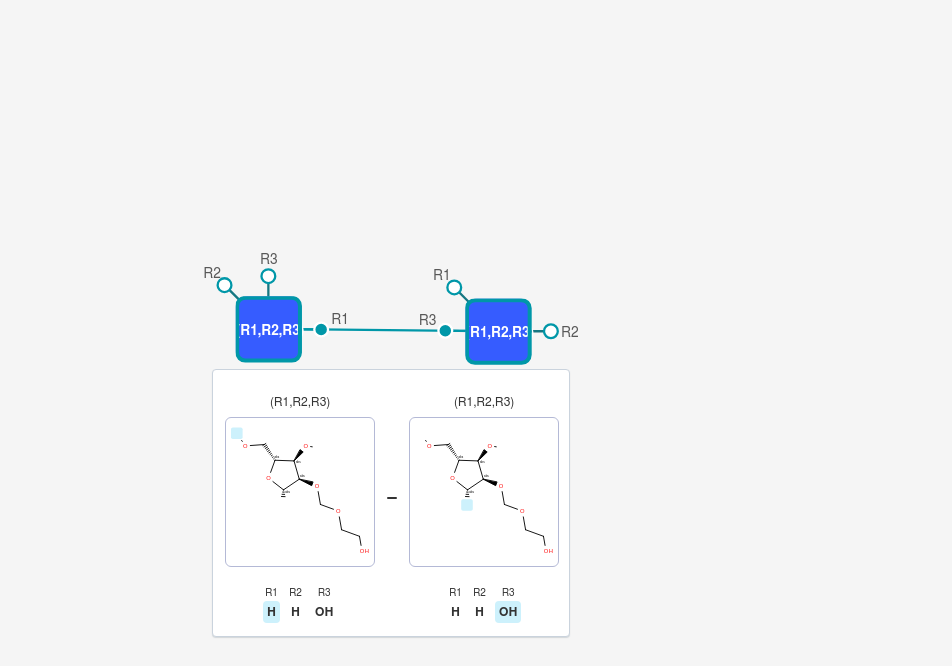 R3
R2
R1
R1,R2,R3
R1
R3
R1,R2,R3
R2
(R1,R2,R3) (R1,R2,R3)
O O
O O
O O
O O
O O
OH OH
R1 R2 R3 R1 R2 R3
H H OH H H OH